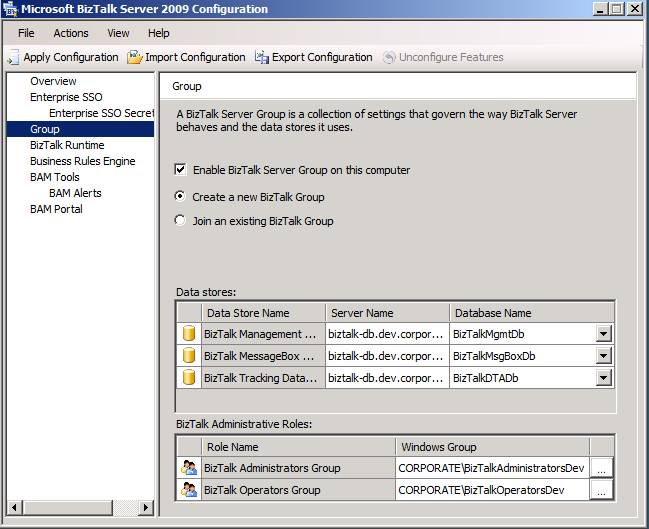 Microsoft BizTalk Server 2009 Configuration
File Actions View Help
Apply Configuration Import Configuration Export Configuration Unconfigure Features
Overview
Enterprise SSO
Enterprise SSO Secret
Group
BizTalk Runtime
Business Rules Engine
BAM Tools
BAM Alerts
BAM Portal
Group
A BizTalk Server Group is a collection of settings that govern the way BizTalk Server
behaves and the data stores it uses.
Enable BizTalk Server Group on this computer
Create a new BizTalk Group
Join an existing BizTalk Group
Data stores:
Data Store Name Server Name Database Name
BizTalk Management ... biztalk-db.dev.corpor... BizTalkMgmtDb
BizTalk MessageBox ... biztalk-db.dev.corpor... BizTalkMsgBoxDb
BizTalk Tracking Data... biztalk-db.dev.corpor... BizTalkDTADb
BizTalk Administrative Roles:
Role Name Windows Group
BizTalk Administrators Group CORPORATE\BizTalkAdministratorsDev ...
BizTalk Operators Group CORPORATE\BizTalkOperatorsDev ...